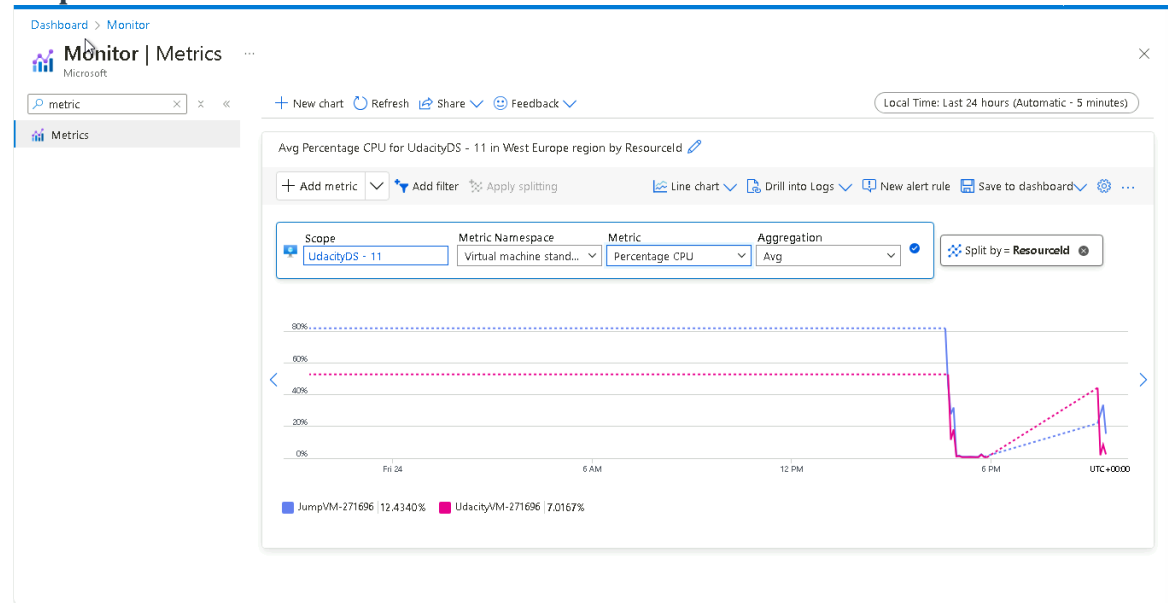 Dashboard > Monitor
Monitor | Metrics ...
Microsoft
metric
Metrics
New chart Refresh Share Feedback Local Time: Last 24 hours (Automatic - 5 minutes)
Avg Percentage CPU for UdacityDS - 11 in West Europe region by ResourceId
Add metric Add filter Apply splitting Line chart Drill into Logs New alert rule Save to dashboard ...
Scope Metric Namespace Metric Aggregation
UdacityDS - 11 Virtual machine stand... Percentage CPU Avg Split by = ResourceId
80%
60%
40%
20%
0%
Fri 24 6 AM 12 PM 6 PM UTC+00:00
JumpVM-271696 12.4340% UdacityVM-271696 7.0167%